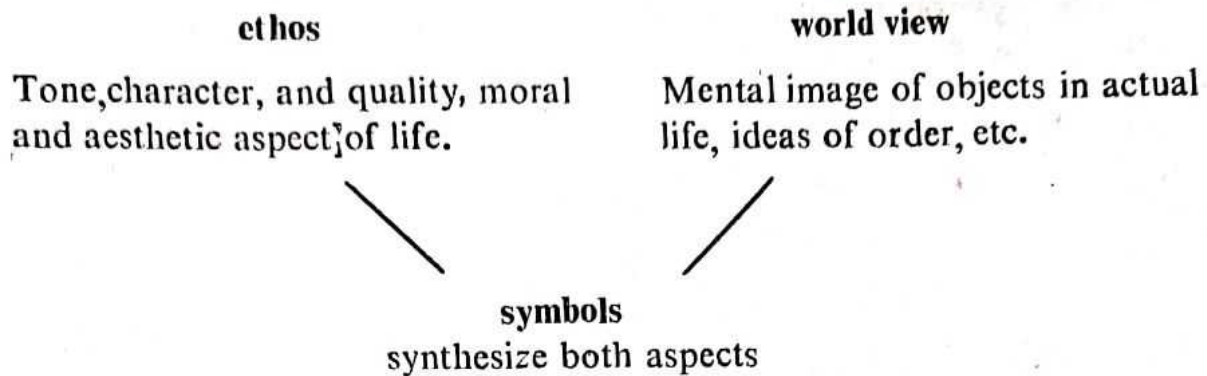 ethos
world view
Tone,character, and quality, moral
and aesthetic aspect of life.
Mental image of objects in actual
life, ideas of order, etc.
symbols
synthesize both aspects